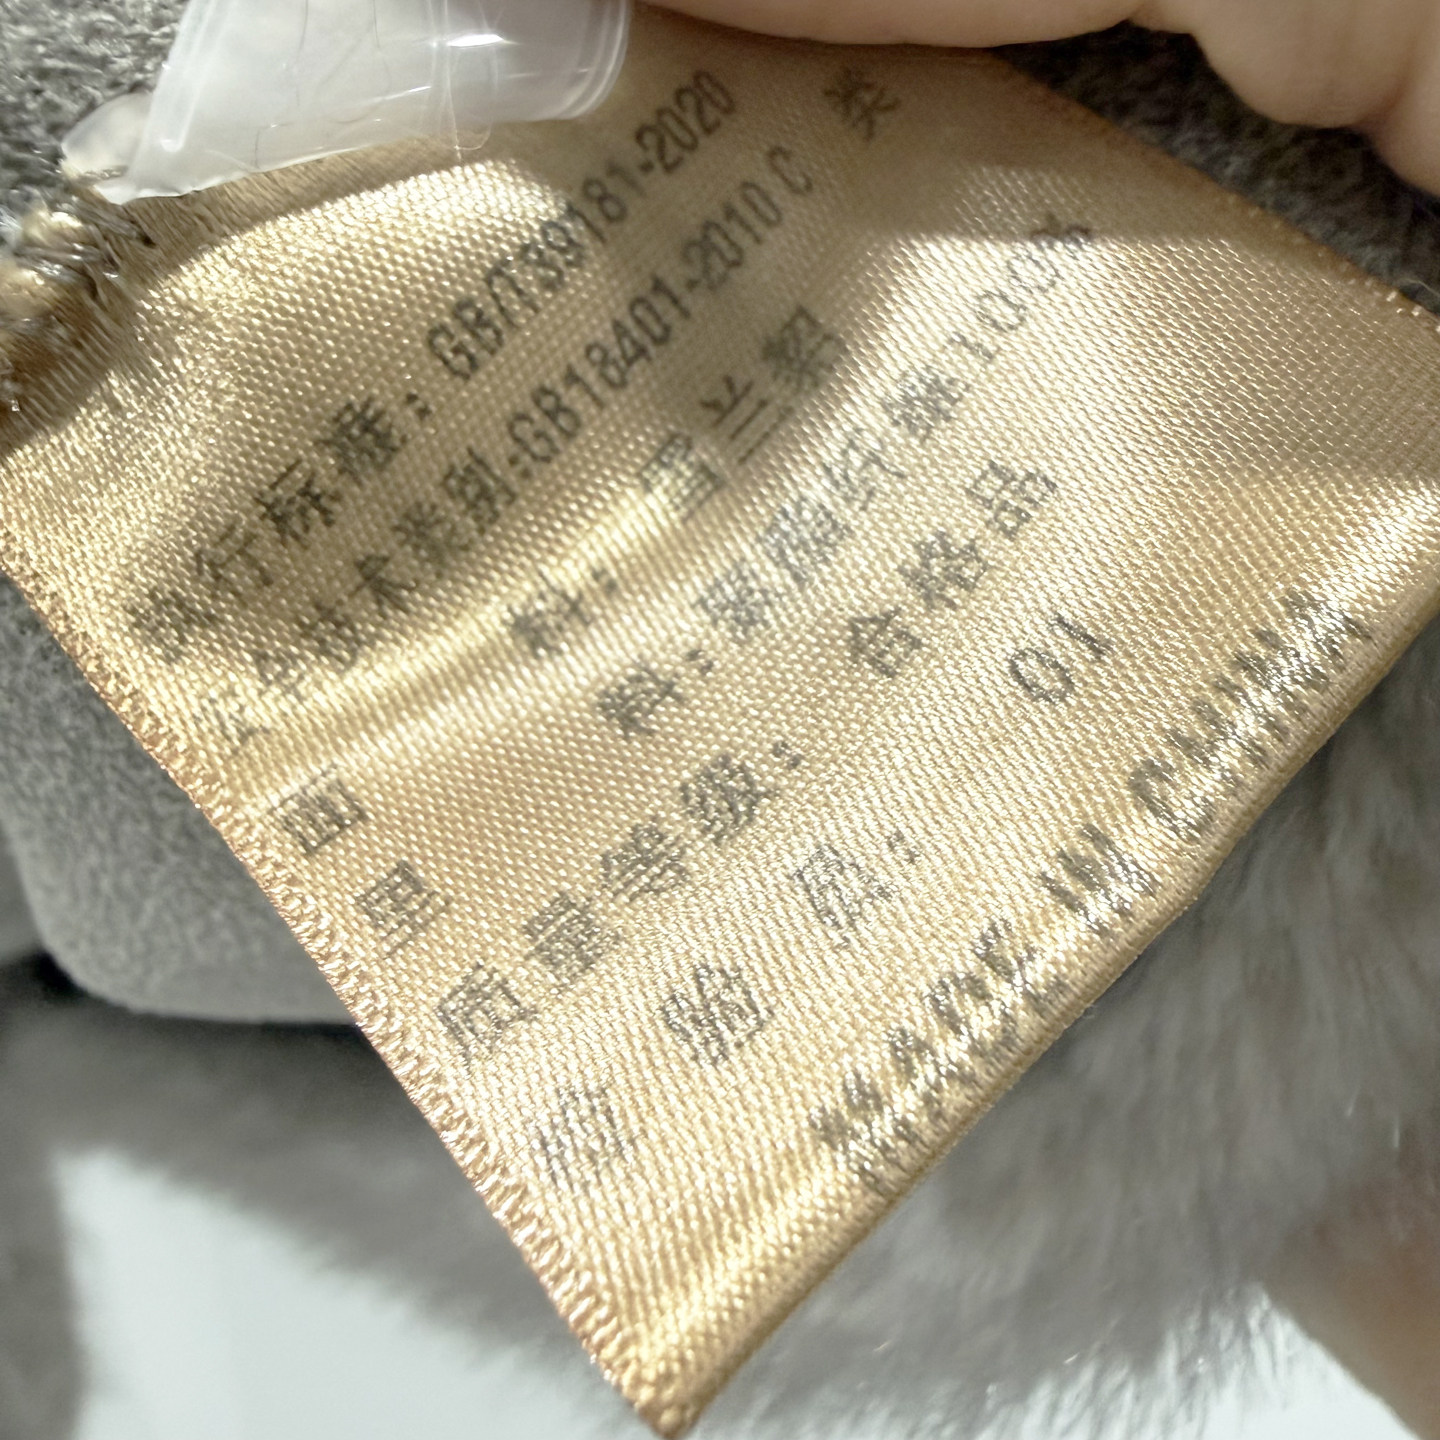 执行标准：GB/T39181-2020
安全技术类别:GB18401-2010 C 类
面 料：雪兰绒
里 料：聚酯纤维100%
质量等级：合格品
检 验 员：01
MADE IN CHINA